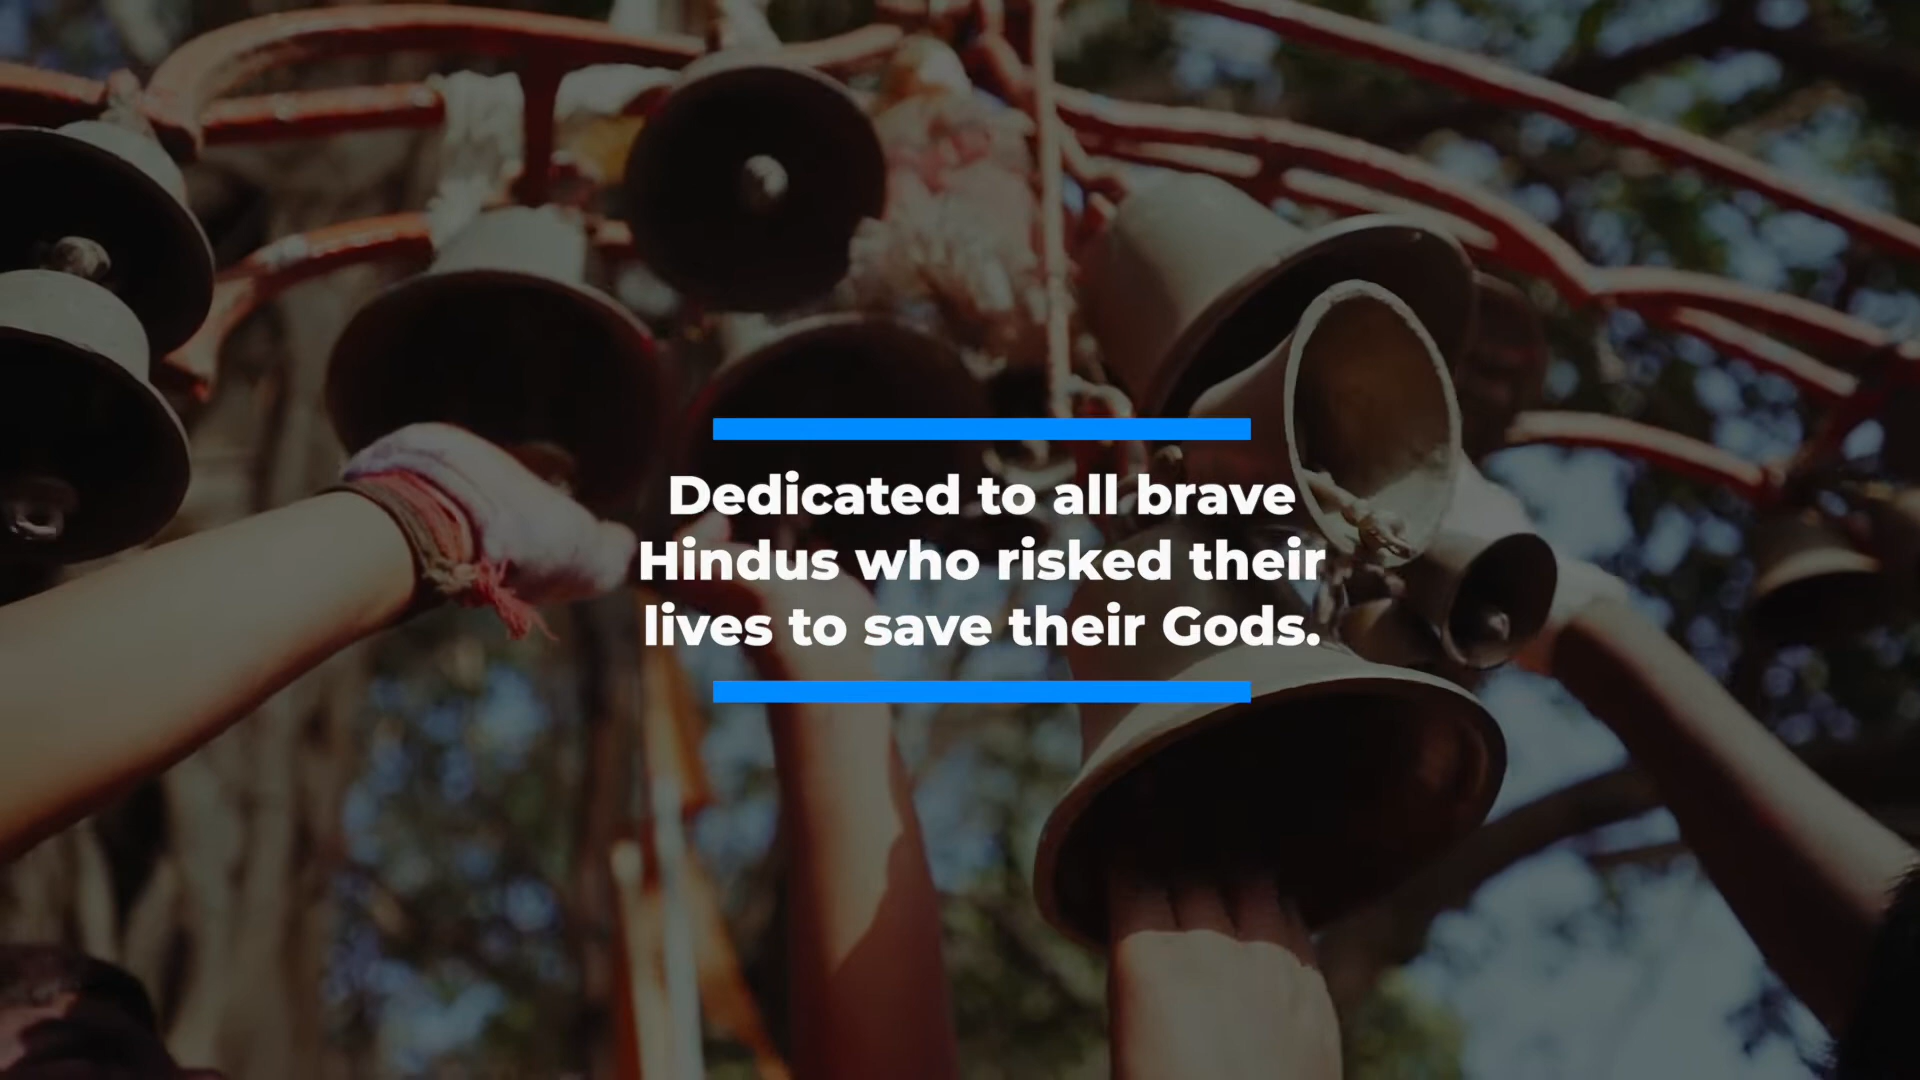 Dedicated to all brave
Hindus who risked their
lives to save their Gods.